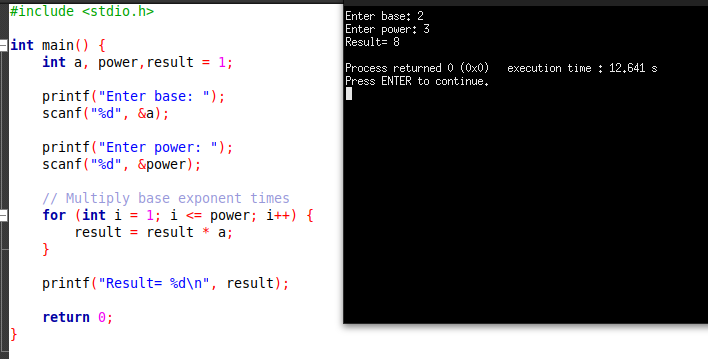 #include <stdio.h>
int main() {
int a, power,result = 1;
printf("Enter base: ");
scanf("%d", &a);
printf("Enter power: ");
scanf("%d", &power);
// Multiply base exponent times
for (int i = 1; i <= power; i++) {
result = result * a;
}
printf("Result= %d\n", result);
return 0;
}
Enter base: 2
Enter power: 3
Result= 8
Process returned 0 (0x0)   execution time : 12.641 s
Press ENTER to continue.